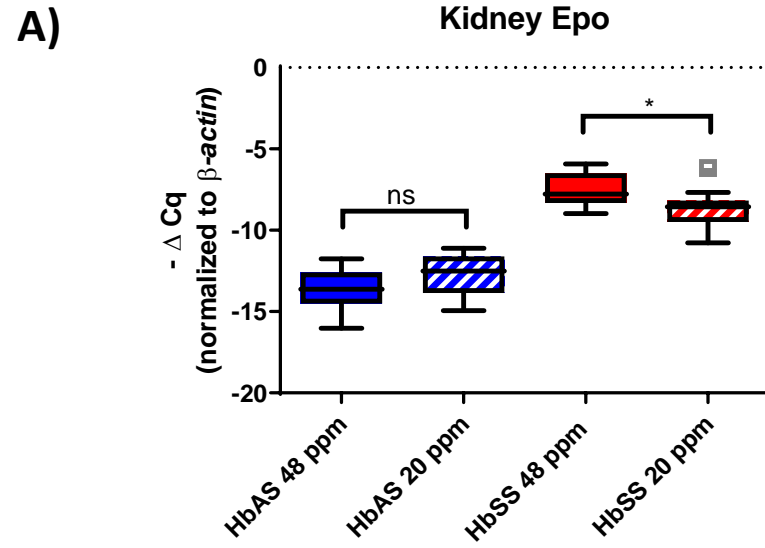 A)
Kidney Epo
- Δ Cq
(normalized to β-actin)
0
-5
-10
-15
-20
ns
*
HbAS 48 ppm
HbAS 20 ppm
HbSS 48 ppm
HbSS 20 ppm